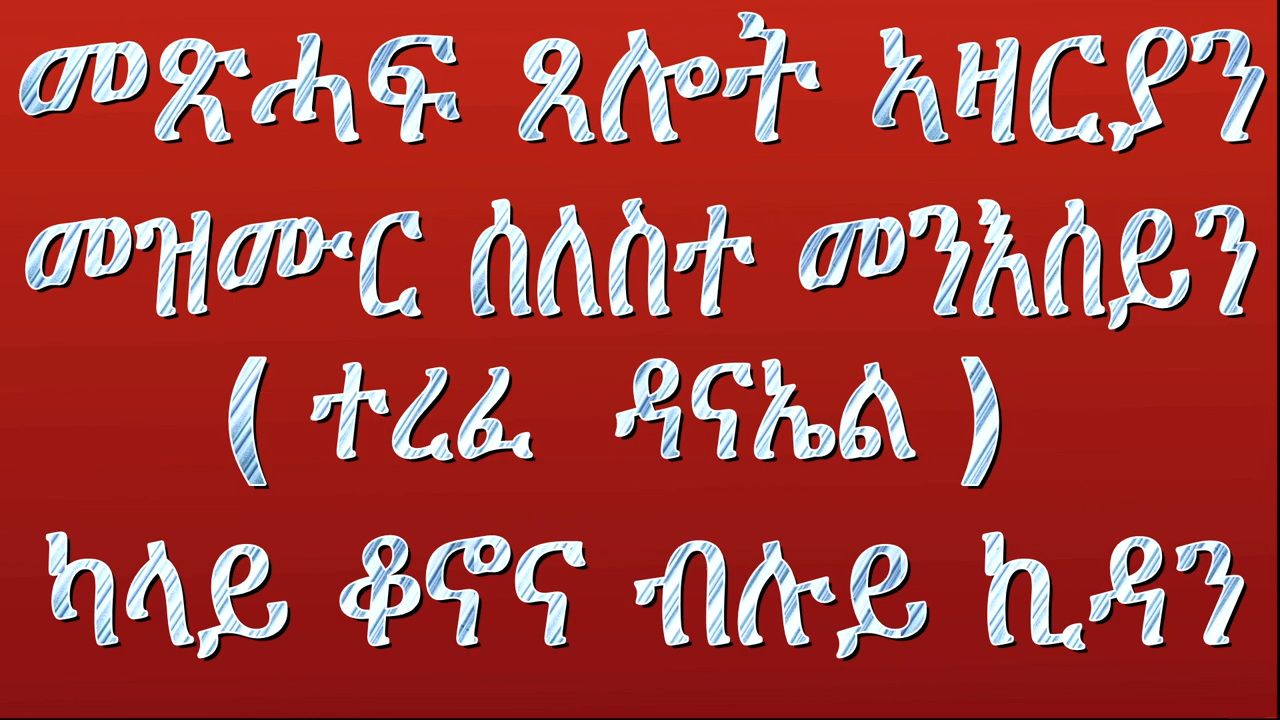 መጽሓፍ ጸሎት ኣዛርያን
መዝሙር ሰለስተ መንእሰይን
( ተረፈ ዳናኤል )
ካላይ ቆኖና ብሉይ ኪዳን